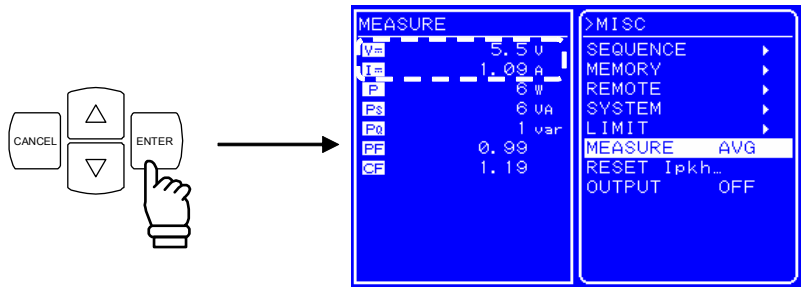 CANCEL
ENTER
MEASURE
V= 5.5 V
I= 1.09 A
P 6 W
Ps 6 VA
PQ 1 var
PF 0.99
CF 1.19
>MISC
SEQUENCE
MEMORY
REMOTE
SYSTEM
LIMIT
MEASURE AVG
RESET Ipkh…
OUTPUT OFF